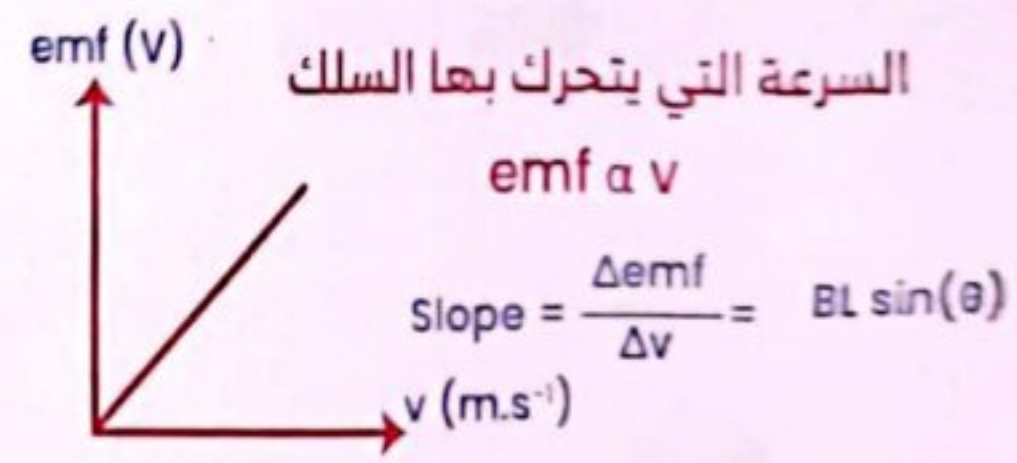 emf (V)
السرعة التي يتحرك بها السلك
emf α v
Slope = Δemf / Δv = BL sin(θ)
v (m.s⁻¹)